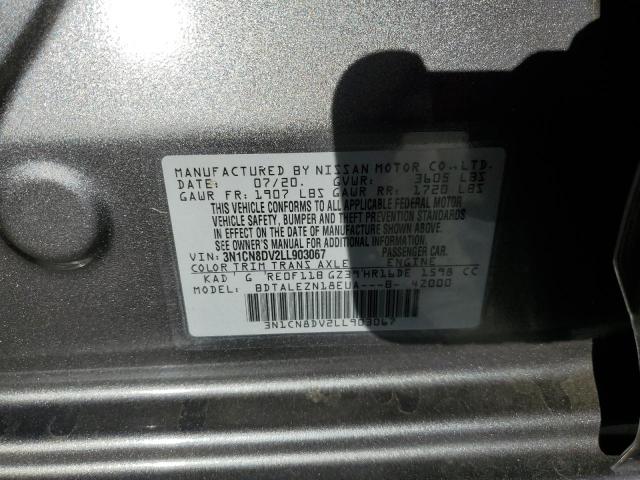 MANUFACTURED BY NISSAN MOTOR CO.,LTD.
DATE: 07/20. GVWR: 3605 LBS
GAWR FR: 1907 LBS GAWR RR: 1720 LBS
THIS VEHICLE CONFORMS TO ALL APPLICABLE FEDERAL MOTOR
VEHICLE SAFETY, BUMPER AND THEFT PREVENTION STANDARDS
IN EFFECT ON THE DATE OF MANUFACTURE SHOWN ABOVE.
SEE OWNER'S MANUAL FOR ADDITIONAL INFORMATION.
VIN: 3N1CN8DV2LL903067 PASSENGER CAR
COLOR TRIM TRANS AXLE ENGINE
KAD G RE0F11B GZ39 HR16DE 1598 CC
MODEL: BDTALEZN18EUA---B- 42000
3N1CN8DV2LL903067